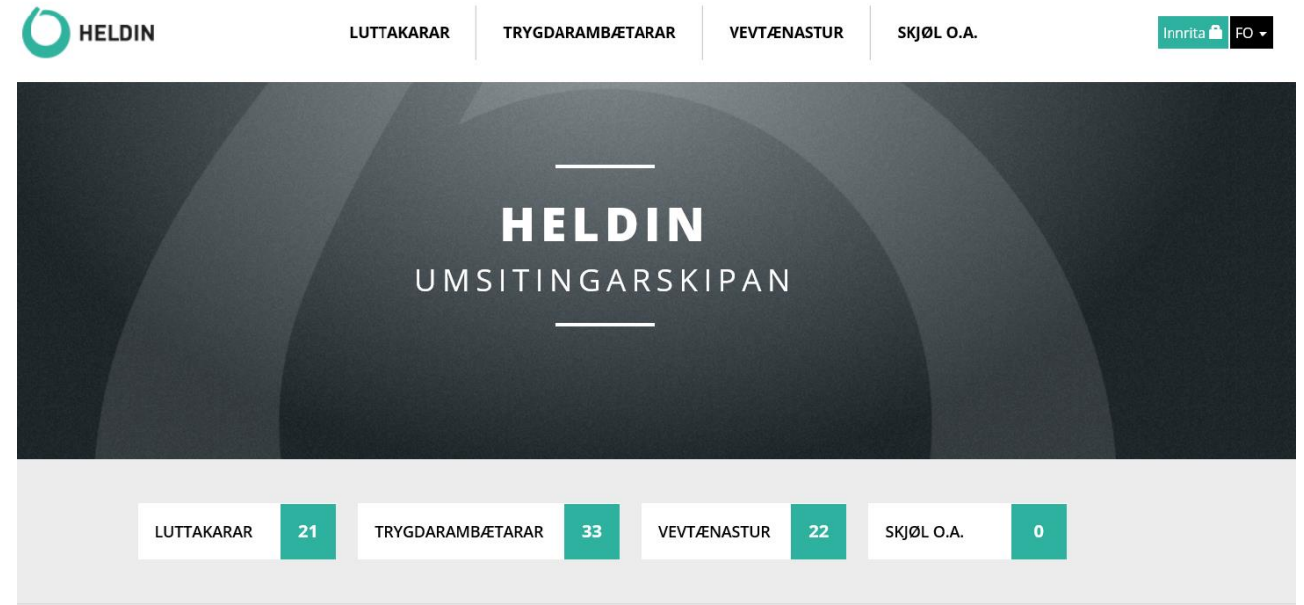 HELDIN
LUTTAKARAR
TRYGDARAMBÆTARAR
VEVTÆNASTUR
SKJØL O.A.
Innrita
FO
HELDIN
UMSITINGARSKIPAN
LUTTAKARAR 21
TRYGDARAMBÆTARAR 33
VEVTÆNASTUR 22
SKJØL O.A. 0